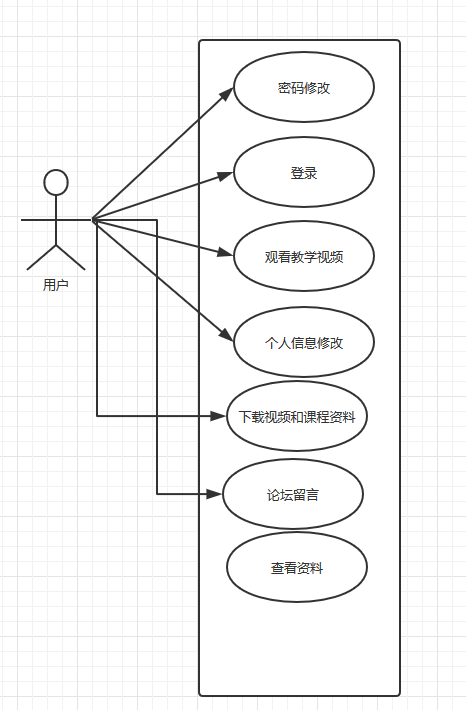 密码修改
登录
观看教学视频
用户
个人信息修改
下载视频和课程资料
论坛留言
查看资料